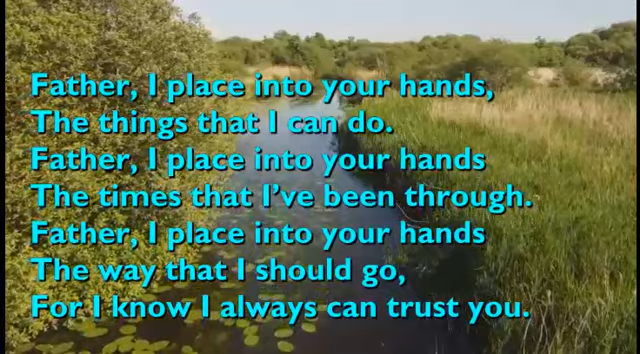 Father, I place into your hands,
The things that I can do.
Father, I place into your hands
The times that I’ve been through.
Father, I place into your hands
The way that I should go,
For I know I always can trust you.